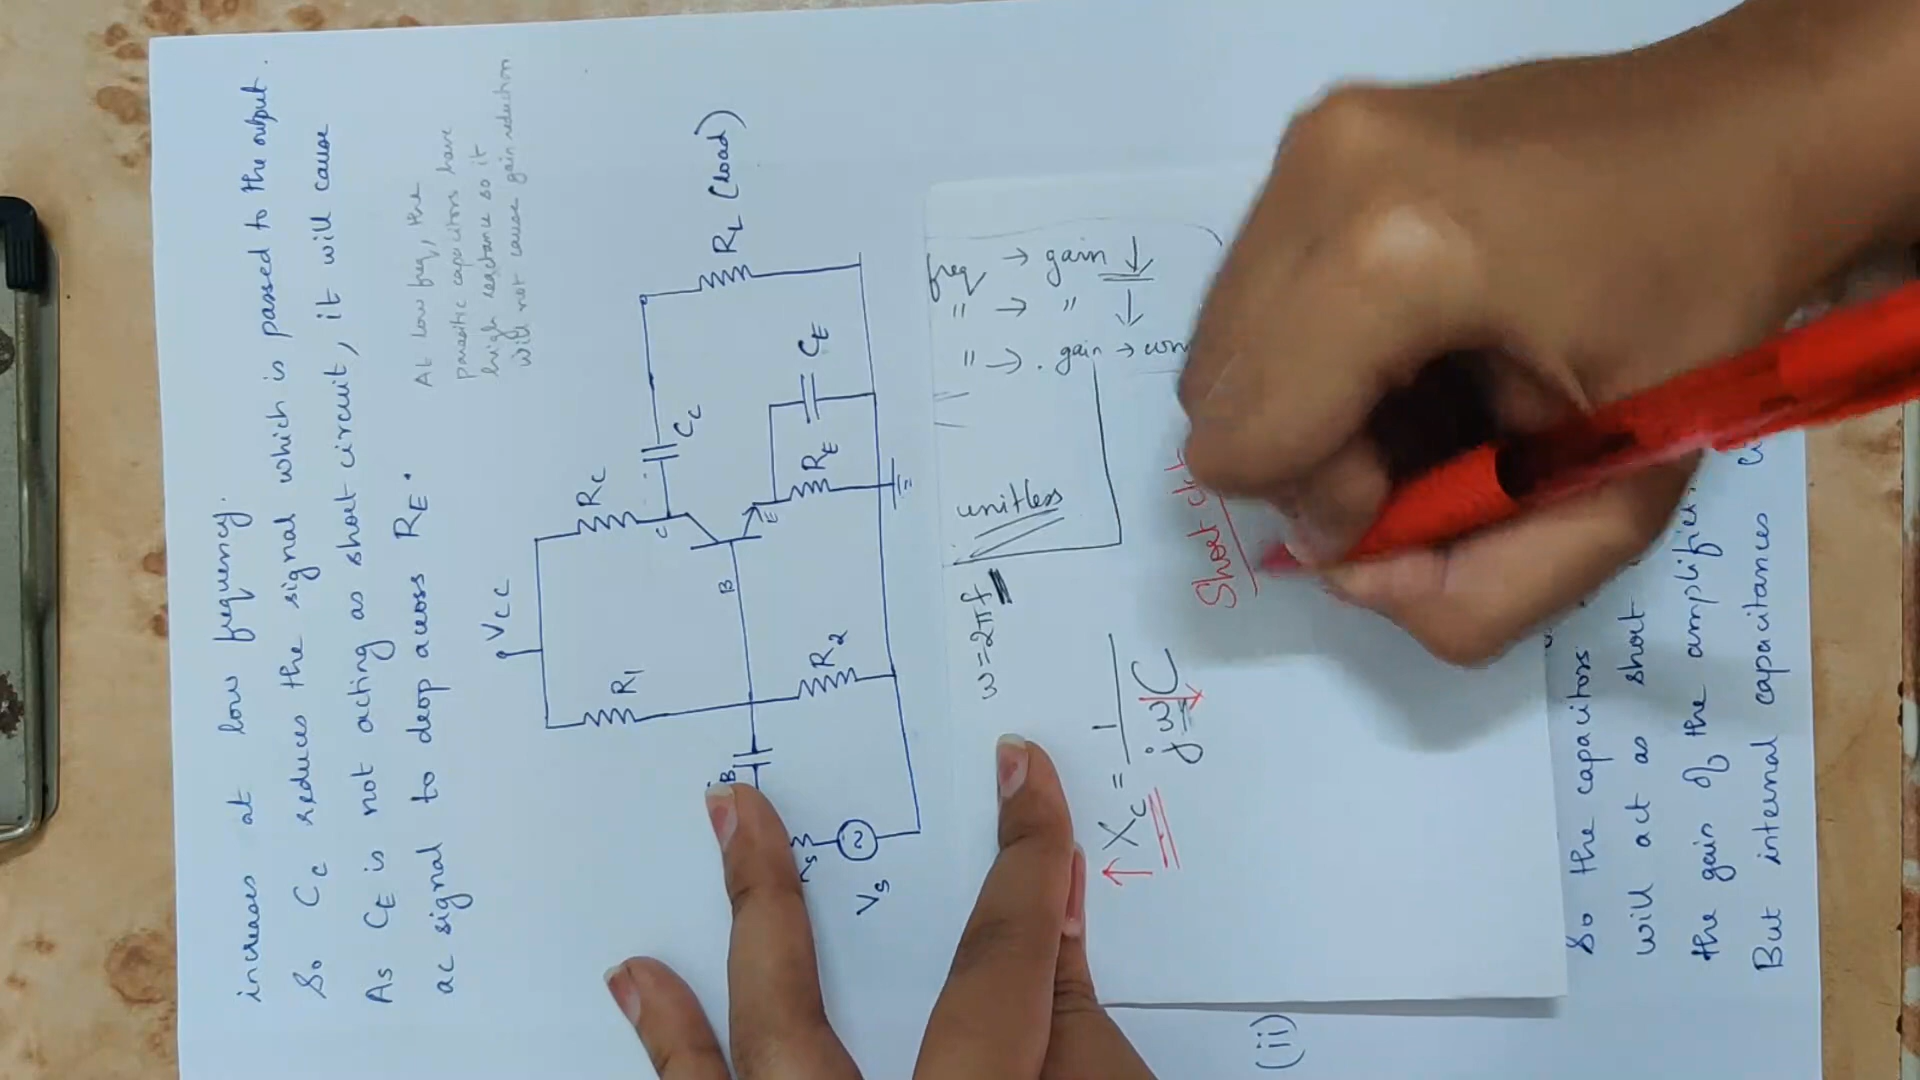 increases at low frequency.
So Cc reduces the signal which is passed to the output.
As CE is not acting as short circuit, it will cause
ac signal to drop across RE.
At low freq, the
parasitic capacitors have
high reactance so it
will not cause gain reduction
VCC
R1
RC
C
CC
RL (load)
B
E
RE
CE
R2
B
Rs
Vs
freq → gain ↓
" → " ↓
" → . gain →
unitless
ω=2πf
↑Xc = 1
jωC
Short
(ii)
So the capacitors
will act as short
the gain of the
But internal capacitances